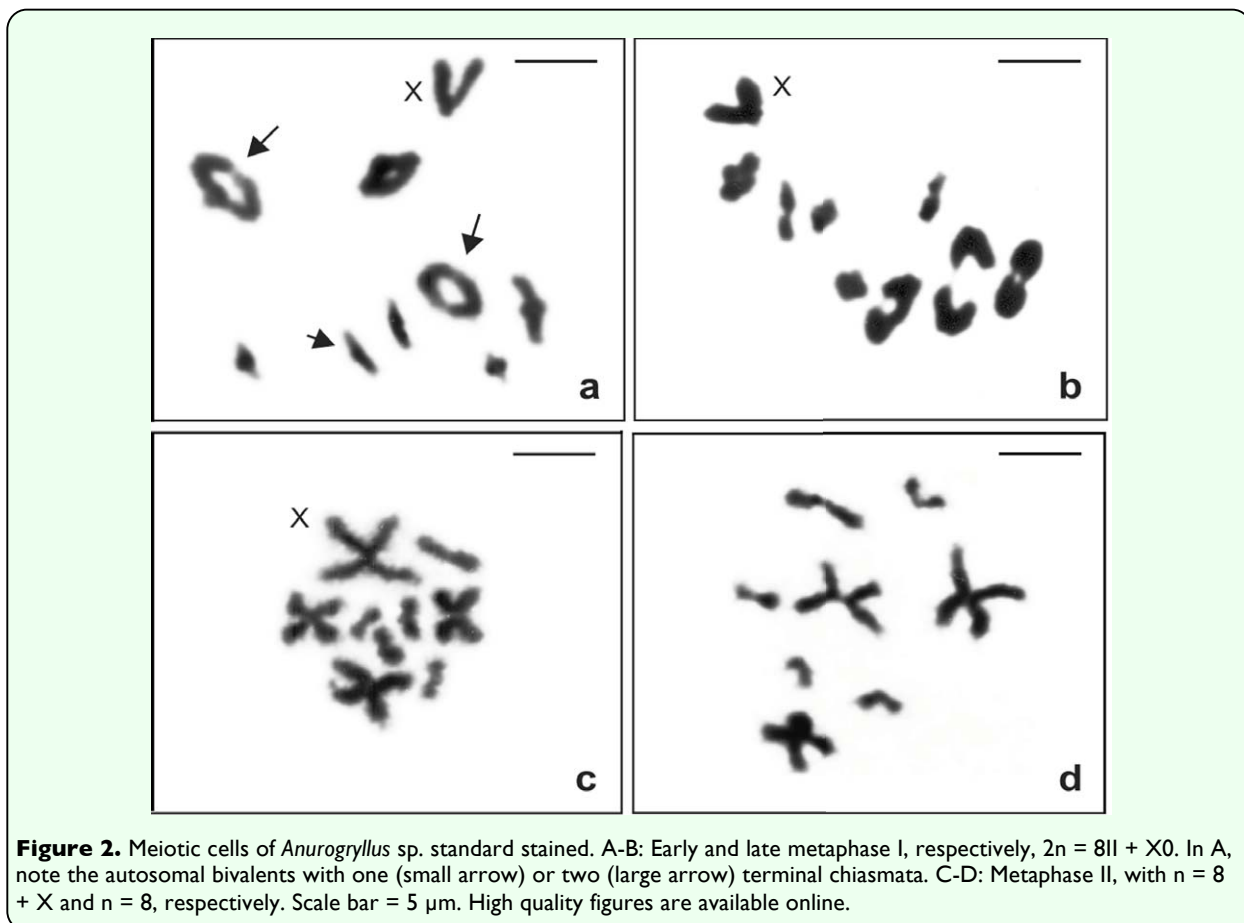 X
a
X
b
X
c
d
Figure 2. Meiotic cells of Anurogryllus sp. standard stained. A-B: Early and late metaphase I, respectively, 2n = 8II + X0. In A,
note the autosomal bivalents with one (small arrow) or two (large arrow) terminal chiasmata. C-D: Metaphase II, with n = 8
+ X and n = 8, respectively. Scale bar = 5 µm. High quality figures are available online.